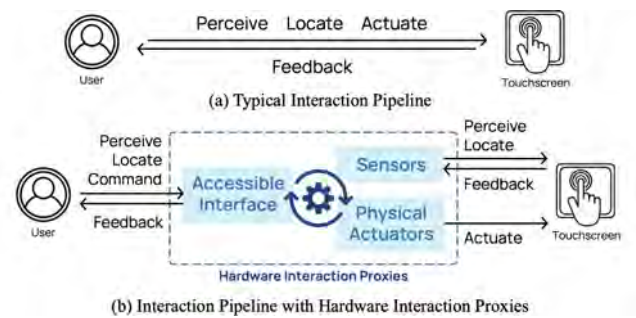 Perceive Locate Actuate
Feedback
User
Touchscreen
(a) Typical Interaction Pipeline
Perceive
Locate
Command
Feedback
User
Accessible
Interface
Sensors
Physical
Actuators
Hardware Interaction Proxies
Perceive
Locate
Feedback
Actuate
Touchscreen
(b) Interaction Pipeline with Hardware Interaction Proxies